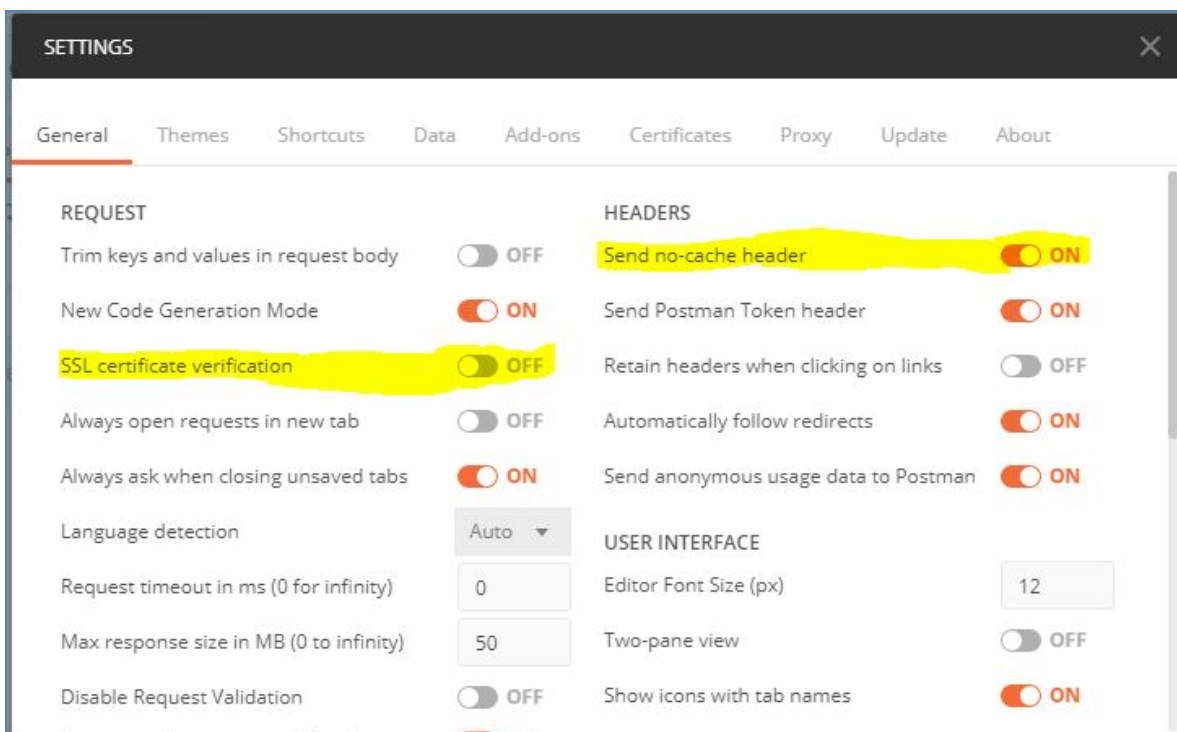 SETTINGS
General Themes Shortcuts Data Add-ons Certificates Proxy Update About
REQUEST
Trim keys and values in request body OFF
New Code Generation Mode ON
SSL certificate verification OFF
Always open requests in new tab OFF
Always ask when closing unsaved tabs ON
Language detection Auto
Request timeout in ms (0 for infinity) 0
Max response size in MB (0 to infinity) 50
Disable Request Validation OFF
HEADERS
Send no-cache header ON
Send Postman Token header ON
Retain headers when clicking on links OFF
Automatically follow redirects ON
Send anonymous usage data to Postman ON
USER INTERFACE
Editor Font Size (px) 12
Two-pane view OFF
Show icons with tab names ON